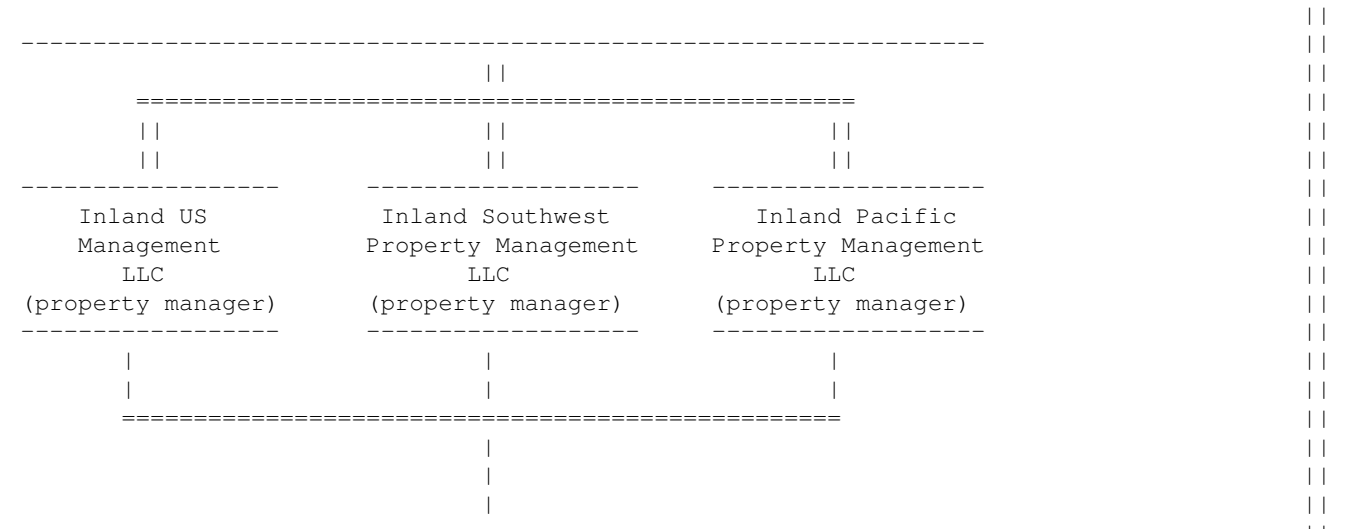 Inland US Inland Southwest Inland Pacific
Management Property Management Property Management
LLC LLC LLC
(property manager) (property manager) (property manager)